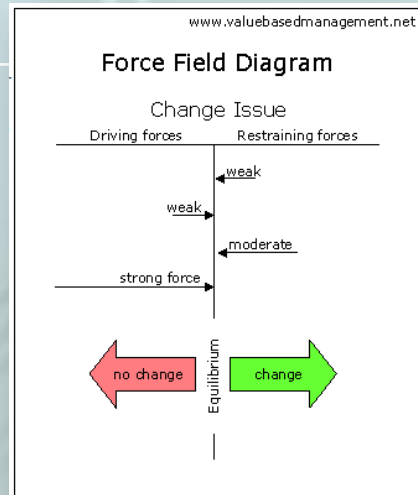 www.valuebasedmanagement.net
Force Field Diagram
Change Issue
Driving forces Restraining forces
weak
weak
moderate
strong force
no change Equilibrium change